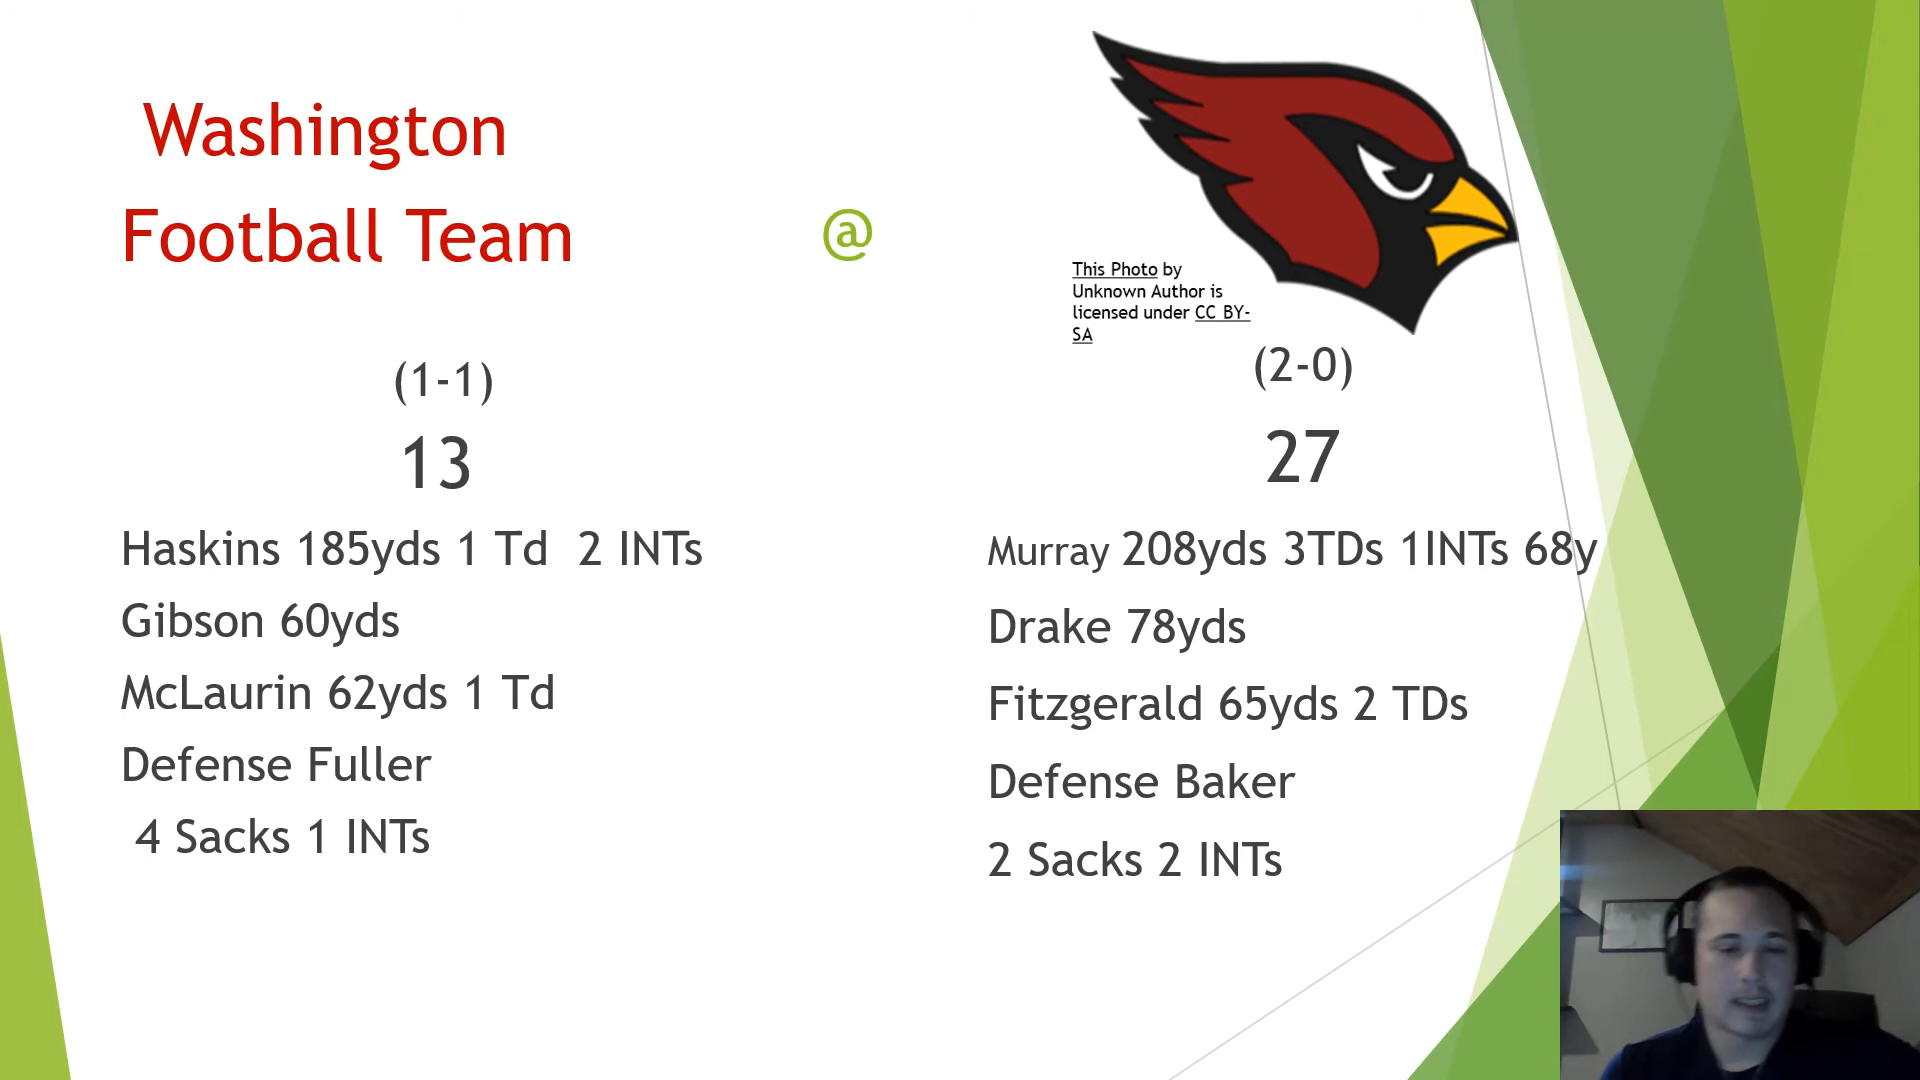 Washington
Football Team
@
This Photo by
Unknown Author is
licensed under CC BY-
SA
(1-1)
13
Haskins 185yds 1 Td  2 INTs
Gibson 60yds
McLaurin 62yds 1 Td
Defense Fuller
4 Sacks 1 INTs
(2-0)
27
Murray 208yds 3TDs 1INTs 68y
Drake 78yds
Fitzgerald 65yds 2 TDs
Defense Baker
2 Sacks 2 INTs